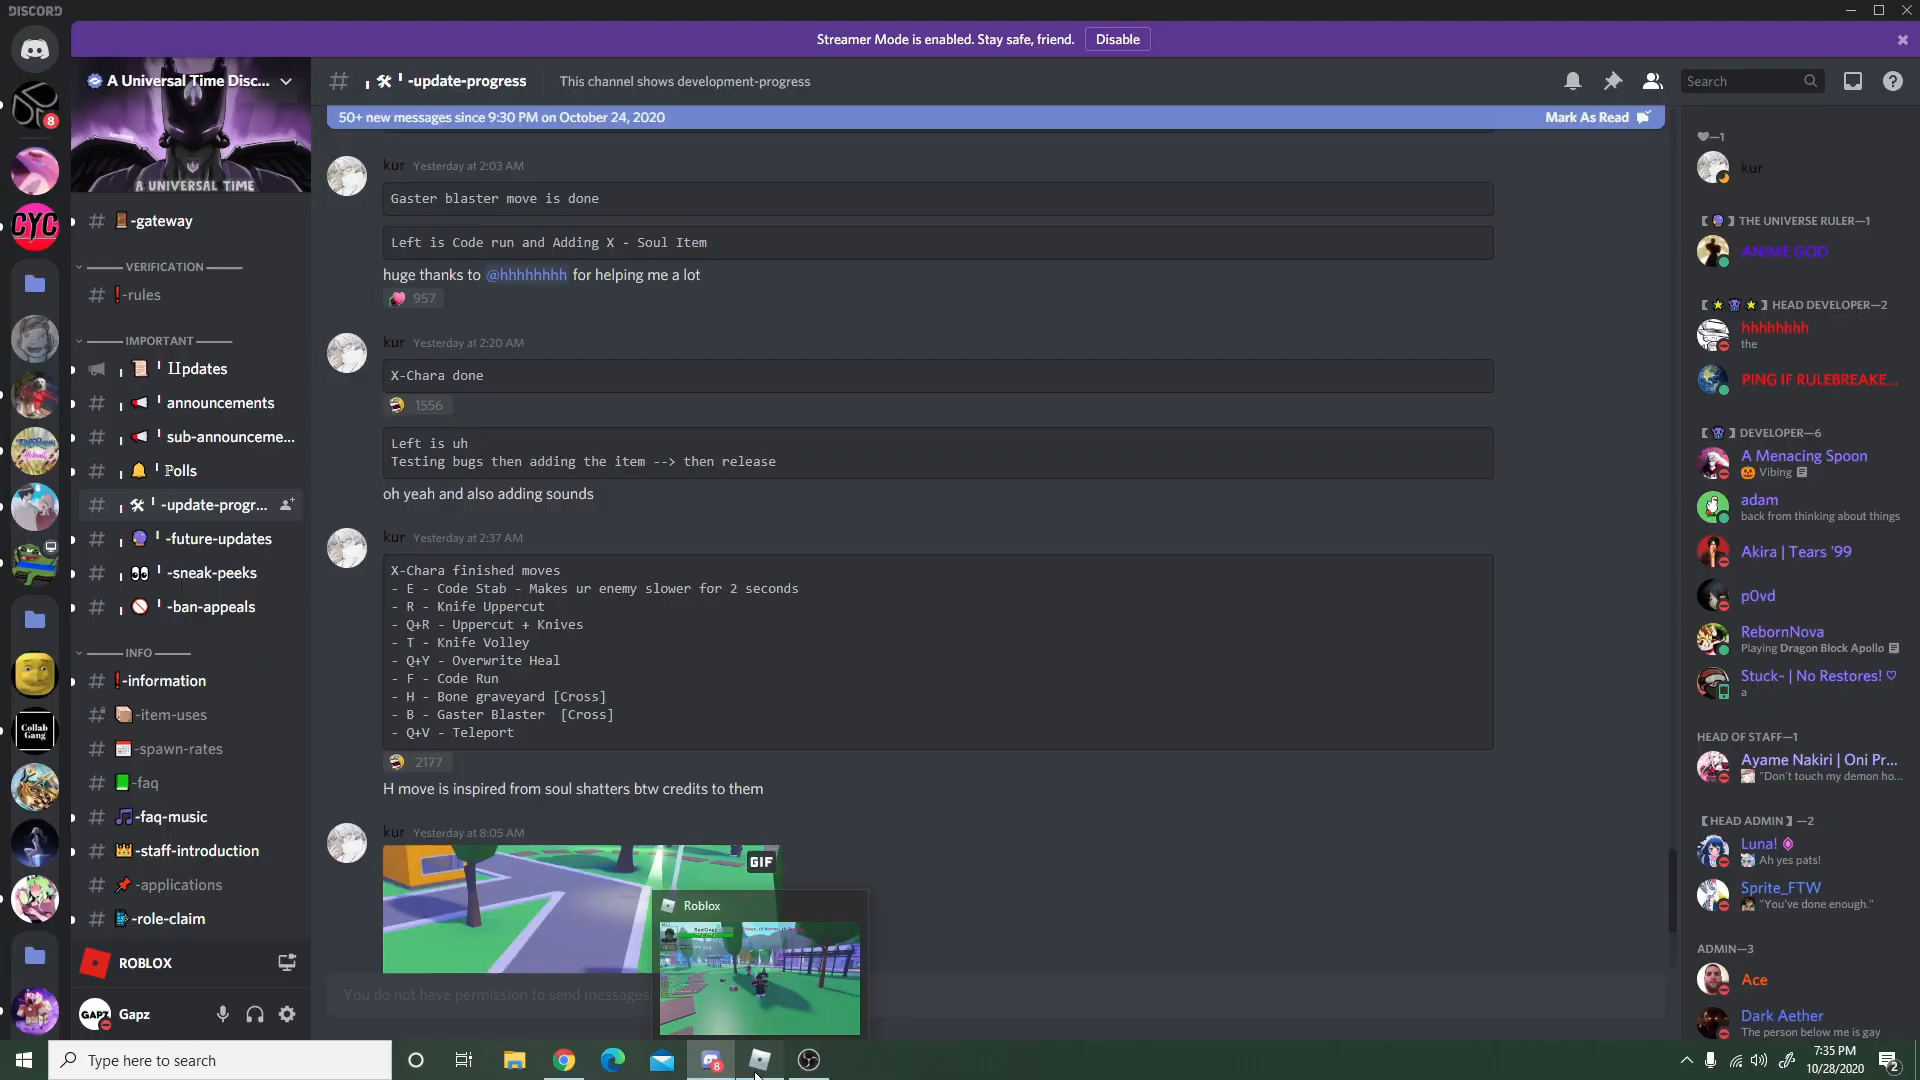 DISCORD
Streamer Mode is enabled. Stay safe, friend.
Disable
A Universal Time Disc...
A UNIVERSAL TIME
-update-progress
This channel shows development-progress
Search
50+ new messages since 9:30 PM on October 24, 2020
Mark As Read
8
CYC
Collab
Gang
-gateway
VERIFICATION
-rules
IMPORTANT
Updates
announcements
sub-announceme...
Polls
-update-progr...
-future-updates
-sneak-peeks
-ban-appeals
INFO
-information
-item-uses
-spawn-rates
-faq
-faq-music
-staff-introduction
-applications
-role-claim
ROBLOX
GAPZ
Gapz
kur Yesterday at 2:03 AM
Gaster blaster move is done
Left is Code run and Adding X - Soul Item
huge thanks to @hhhhhhhh for helping me a lot
957
kur Yesterday at 2:20 AM
X-Chara done
1556
Left is uh
Testing bugs then adding the item --> then release
oh yeah and also adding sounds
kur Yesterday at 2:37 AM
X-Chara finished moves
- E - Code Stab - Makes ur enemy slower for 2 seconds
- R - Knife Uppercut
- Q+R - Uppercut + Knives
- T - Knife Volley
- Q+Y - Overwrite Heal
- F - Code Run
- H - Bone graveyard [Cross]
- B - Gaster Blaster [Cross]
- Q+V - Teleport
2177
H move is inspired from soul shatters btw credits to them
kur Yesterday at 8:05 AM
GIF
Roblox
You do not have permission to send messages
—1
kur
【】THE UNIVERSE RULER—1
ANIME GOD
【】HEAD DEVELOPER—2
hhhhhhhh
the
PING IF RULEBREAKE...
【】DEVELOPER—6
A Menacing Spoon
Vibing
adam
back from thinking about things
Akira | Tears '99
p0vd
RebornNova
Playing Dragon Block Apollo
Stuck- | No Restores! ♡
a
HEAD OF STAFF—1
Ayame Nakiri | Oni Pr...
"Don't touch my demon ho...
【HEAD ADMIN】—2
Luna!
Ah yes pats!
Sprite_FTW
"You've done enough."
ADMIN—3
Ace
Dark Aether
The person below me is gay
Type here to search
8
7:35 PM
10/28/2020
2